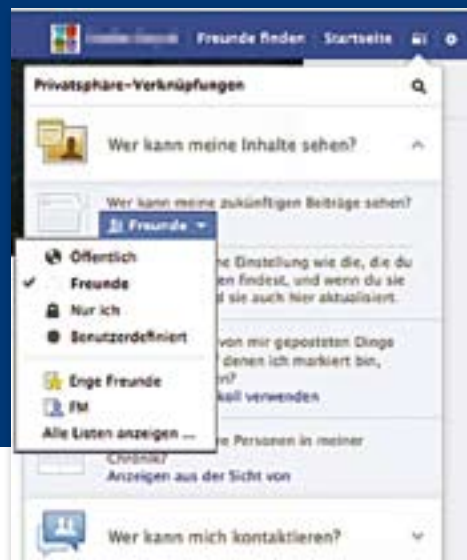 Freunde finden Startseite
Privatsphäre-Verknüpfungen
Wer kann meine Inhalte sehen?
Wer kann meine zukünftigen Beiträge sehen?
Freunde
Öffentlich
Freunde
Nur ich
Benutzerdefiniert
Enge Freunde
FM
Alle Listen anzeigen ...
ne Einstellung wie die, die du
en findest, und wenn du sie
d sie auch hier aktualisiert.
von mir geposteten Dinge
f denen ich markiert bin,
en?
koll verwenden
re Personen in meiner
Chronik?
Anzeigen aus der Sicht von
Wer kann mich kontaktieren?